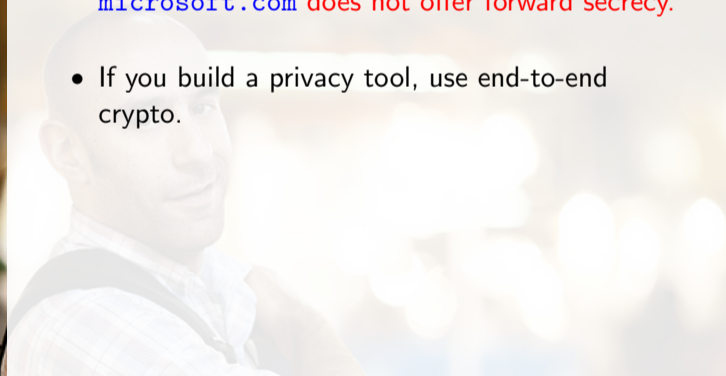 microsoft.com does not offer forward secrecy.
• If you build a privacy tool, use end-to-end
crypto.